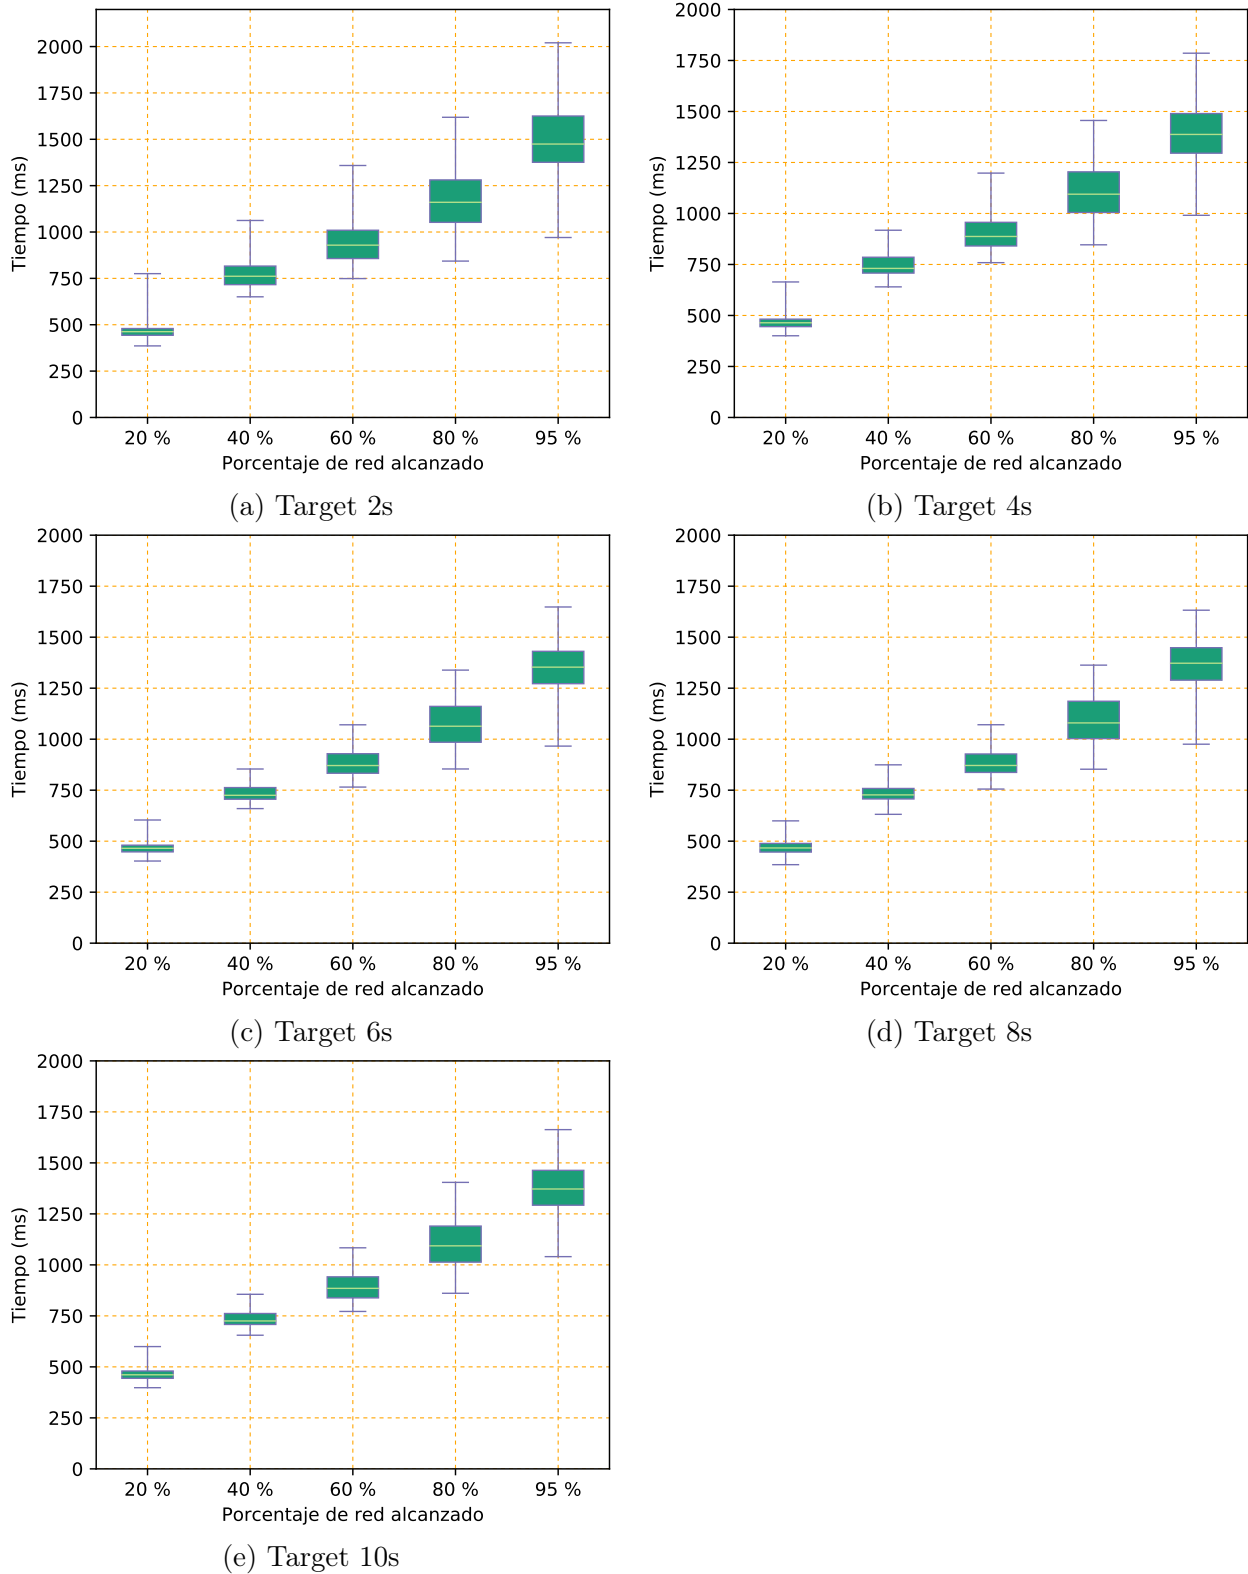 2000
1750
1500
1250
1000
750
500
250
0
Tiempo (ms)
20 % 40 % 60 % 80 % 95 %
Porcentaje de red alcanzado
(a) Target 2s
2000
1750
1500
1250
1000
750
500
250
0
Tiempo (ms)
20 % 40 % 60 % 80 % 95 %
Porcentaje de red alcanzado
(b) Target 4s
2000
1750
1500
1250
1000
750
500
250
0
Tiempo (ms)
20 % 40 % 60 % 80 % 95 %
Porcentaje de red alcanzado
(c) Target 6s
2000
1750
1500
1250
1000
750
500
250
0
Tiempo (ms)
20 % 40 % 60 % 80 % 95 %
Porcentaje de red alcanzado
(d) Target 8s
2000
1750
1500
1250
1000
750
500
250
0
Tiempo (ms)
20 % 40 % 60 % 80 % 95 %
Porcentaje de red alcanzado
(e) Target 10s